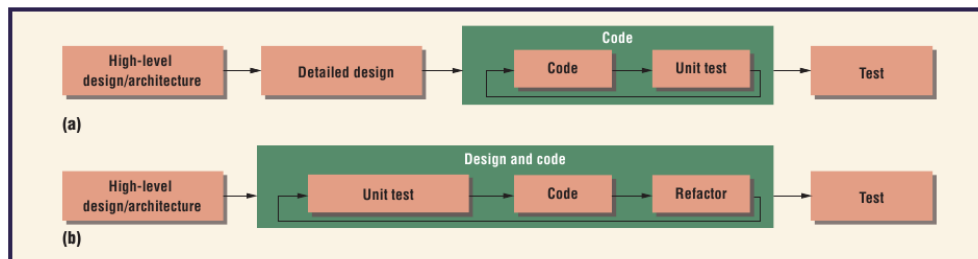 Code
High-level
design/architecture
Detailed design
Code
Unit test
Test
(a)
Design and code
High-level
design/architecture
Unit test
Code
Refactor
Test
(b)